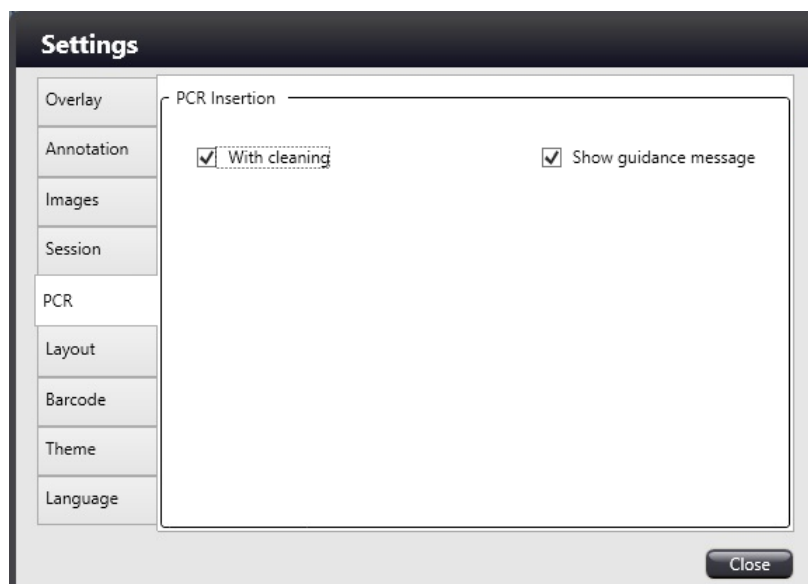 Settings
Overlay
Annotation
Images
Session
PCR
Layout
Barcode
Theme
Language
PCR Insertion
With cleaning
Show guidance message
Close